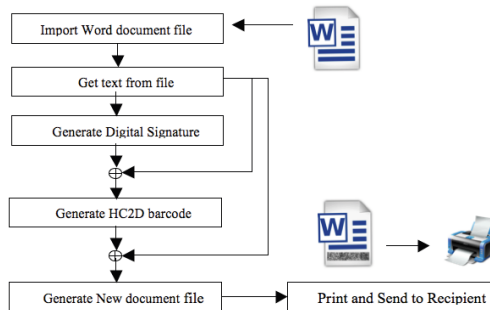 Import Word document file
W
Get text from file
Generate Digital Signature
Generate HC2D barcode
W
Generate New document file
Print and Send to Recipient